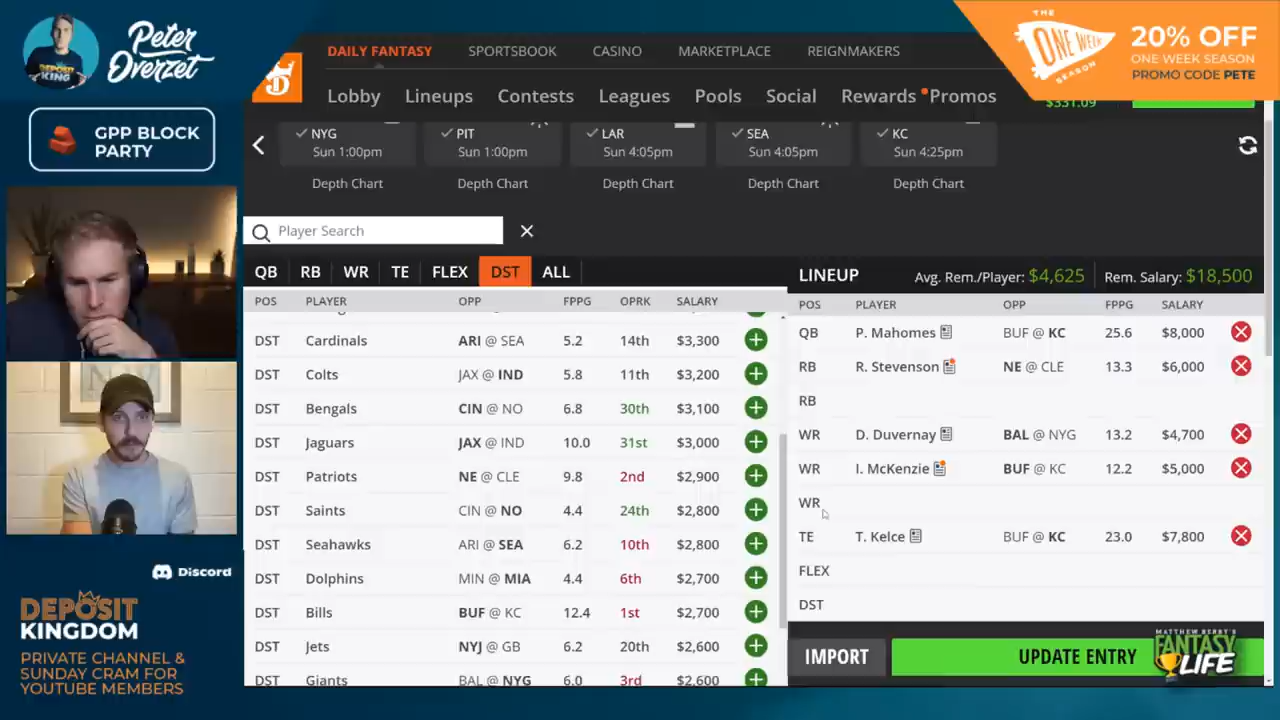 Peter Overzet
DEPOSIT KING
GPP BLOCK PARTY
Discord
DEPOSIT KINGDOM
PRIVATE CHANNEL &
SUNDAY CRAM FOR
YOUTUBE MEMBERS
THE ONE WEEK SEASON
20% OFF
ONE WEEK SEASON
PROMO CODE PETE
DAILY FANTASY SPORTSBOOK CASINO MARKETPLACE REIGNMAKERS
Lobby Lineups Contests Leagues Pools Social Rewards Promos
$331.09
NYG PIT LAR SEA KC
Sun 1:00pm Sun 1:00pm Sun 4:05pm Sun 4:05pm Sun 4:25pm
Depth Chart Depth Chart Depth Chart Depth Chart Depth Chart
Player Search
QB RB WR TE FLEX DST ALL
POS PLAYER OPP FPPG OPRK SALARY
DST Cardinals ARI @ SEA 5.2 14th $3,300
DST Colts JAX @ IND 5.8 11th $3,200
DST Bengals CIN @ NO 6.8 30th $3,100
DST Jaguars JAX @ IND 10.0 31st $3,000
DST Patriots NE @ CLE 9.8 2nd $2,900
DST Saints CIN @ NO 4.4 24th $2,800
DST Seahawks ARI @ SEA 6.2 10th $2,800
DST Dolphins MIN @ MIA 4.4 6th $2,700
DST Bills BUF @ KC 12.4 1st $2,700
DST Jets NYJ @ GB 6.2 20th $2,600
DST Giants BAL @ NYG 6.0 3rd $2,600
LINEUP Avg. Rem./Player: $4,625 Rem. Salary: $18,500
POS PLAYER OPP FPPG SALARY
QB P. Mahomes BUF @ KC 25.6 $8,000
RB R. Stevenson NE @ CLE 13.3 $6,000
RB
WR D. Duvernay BAL @ NYG 13.2 $4,700
WR I. McKenzie BUF @ KC 12.2 $5,000
WR
TE T. Kelce BUF @ KC 23.0 $7,800
FLEX
DST
IMPORT UPDATE ENTRY
MATTHEW BERRY'S
FANTASY
LIFE